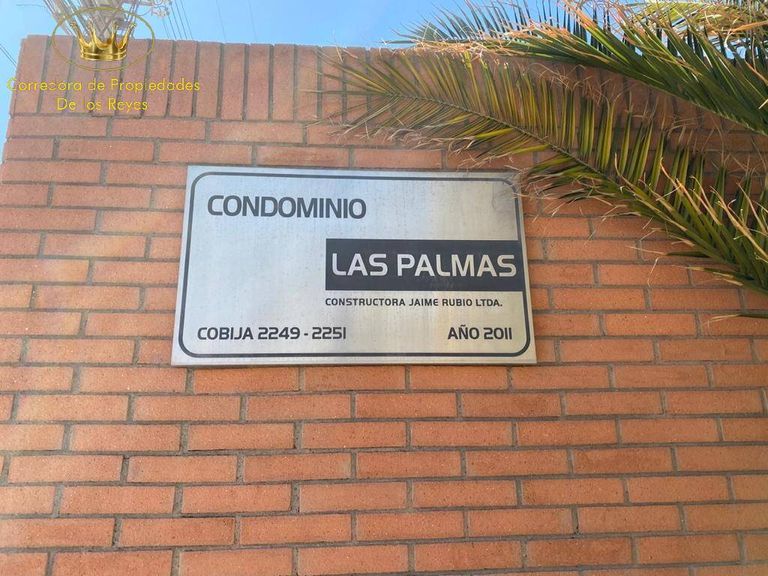 Corredora de Propiedades
De los Reyes
CONDOMINIO
LAS PALMAS
CONSTRUCTORA JAIME RUBIO LTDA.
COBIJA 2249 - 2251 AÑO 2011